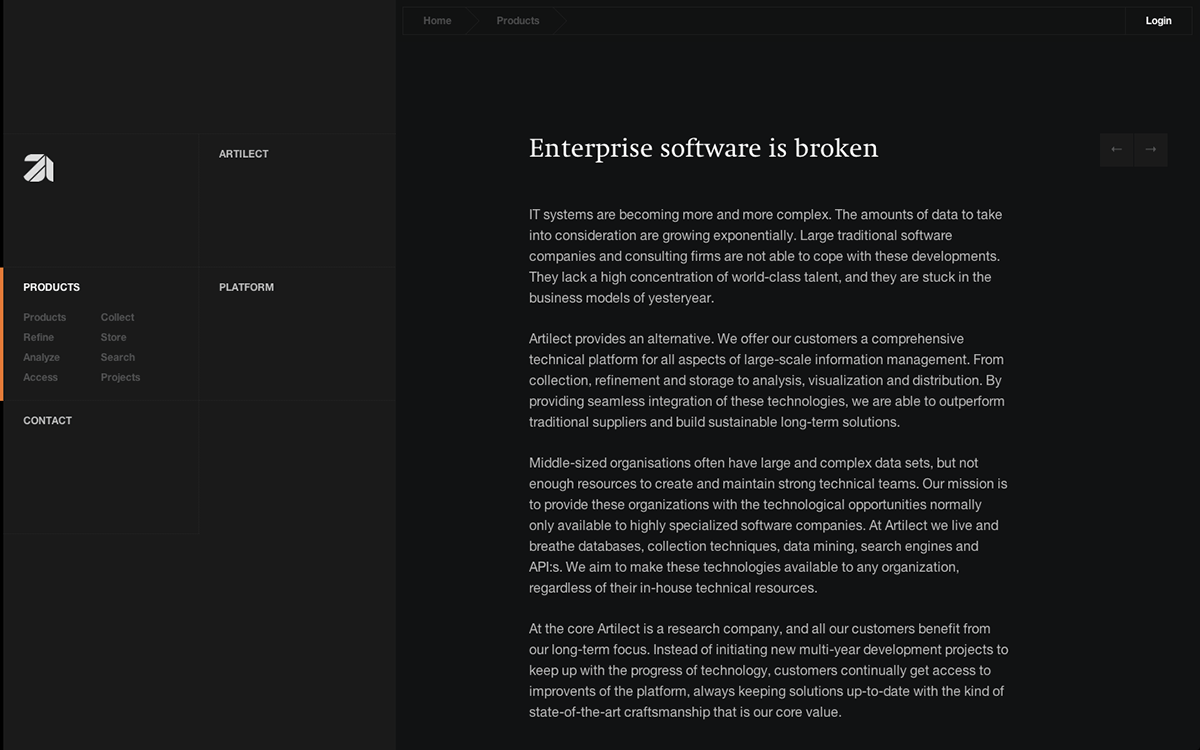 Home
Products
Login
ARTILECT
PRODUCTS
Products
Collect
Refine
Store
Analyze
Search
Access
Projects
PLATFORM
CONTACT
Enterprise software is broken
IT systems are becoming more and more complex. The amounts of data to take
into consideration are growing exponentially. Large traditional software
companies and consulting firms are not able to cope with these developments.
They lack a high concentration of world-class talent, and they are stuck in the
business models of yesteryear.
Artilect provides an alternative. We offer our customers a comprehensive
technical platform for all aspects of large-scale information management. From
collection, refinement and storage to analysis, visualization and distribution. By
providing seamless integration of these technologies, we are able to outperform
traditional suppliers and build sustainable long-term solutions.
Middle-sized organisations often have large and complex data sets, but not
enough resources to create and maintain strong technical teams. Our mission is
to provide these organizations with the technological opportunities normally
only available to highly specialized software companies. At Artilect we live and
breathe databases, collection techniques, data mining, search engines and
API:s. We aim to make these technologies available to any organization,
regardless of their in-house technical resources.
At the core Artilect is a research company, and all our customers benefit from
our long-term focus. Instead of initiating new multi-year development projects to
keep up with the progress of technology, customers continually get access to
improvents of the platform, always keeping solutions up-to-date with the kind of
state-of-the-art craftsmanship that is our core value.